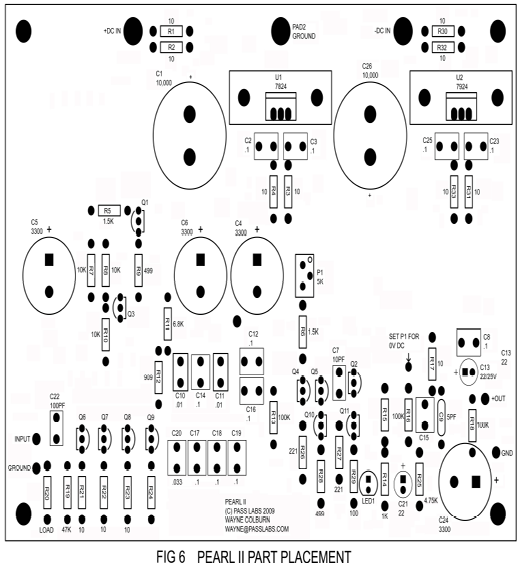 10
+DC IN R1
R2
10
PAD2
GROUND
10
-DC IN R30
R32
10
C1
10,000
+
U1
7824
C26
10,000
+
U2
7924
C2
.1
C3
.1
C25
.1
C23
.1
10 R4 R3 10
10 R33 R31 10
R5
1.5K
Q1
C5 +
3300
C6 +
3300
C4 +
3300
10K R7 R8 10K R9 499
Q3
10K R10
P1
5K
R11 6.8K
R6 1.5K
SET P1 FOR
0V DC
C12
.1
C8
.1
C13
22
R17 10
+ C13
22/25V
909 R12
C10
.01
C14
.1
C11
.01
C16
.1
R13 100K
Q4 Q5
C7
10PF
Q2
+OUT
C22
100PF
Q6 Q7 Q8 Q9
Q10 Q11
R15 100K R16
C15
C9 5PF
R18 100K
INPUT
GROUND
C20
.033
C17
.1
C18
.1
C19
.1
221 R26
R27 221
R28 499
R29 100
GND
R20 LOAD
R19 47K
R21 10
R22 10
R23 10
R24
LED1
R14 1K
+ C21
22
R25 4.75K
C24
3300
+
PEARL II
(C) PASS LABS 2009
WAYNE COLBURN
WAYNE@PASSLABS.COM
FIG 6 PEARL II PART PLACEMENT